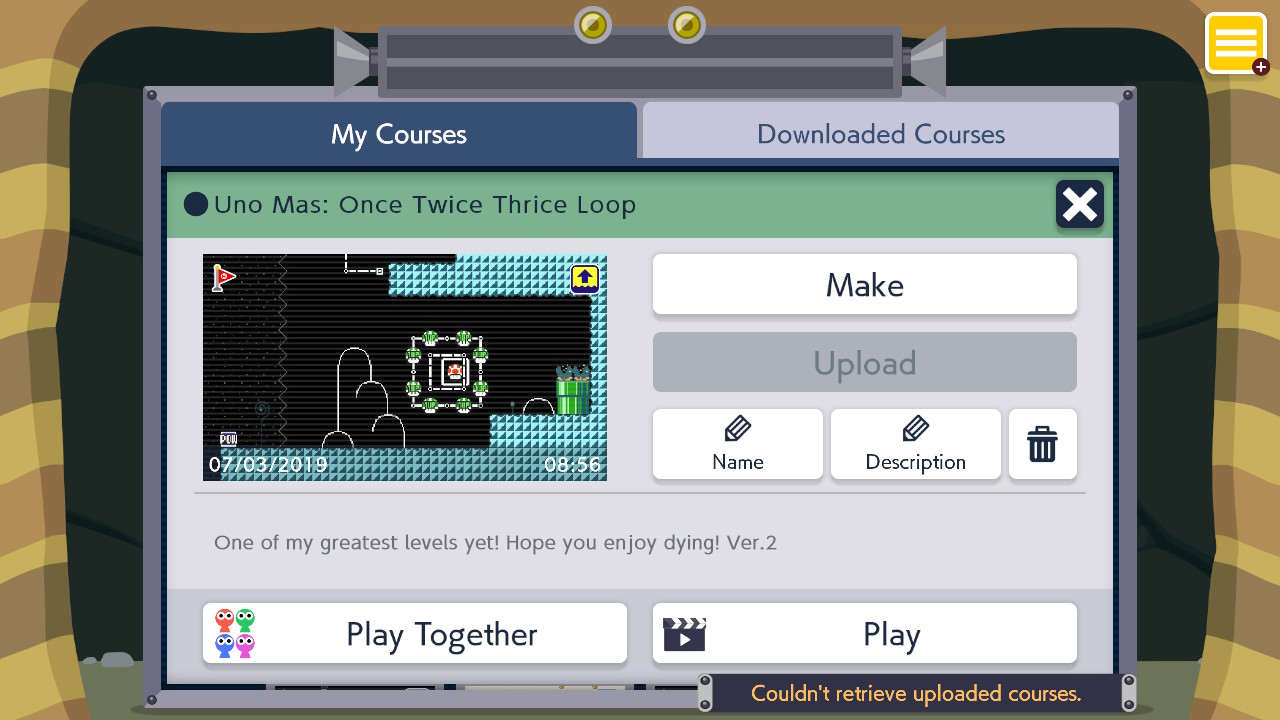 My Courses
Downloaded Courses
Uno Mas: Once Twice Thrice Loop
Make
Upload
POW
07/03/2019
08:56
Name
Description
One of my greatest levels yet! Hope you enjoy dying! Ver.2
Play Together
Play
Couldn't retrieve uploaded courses.